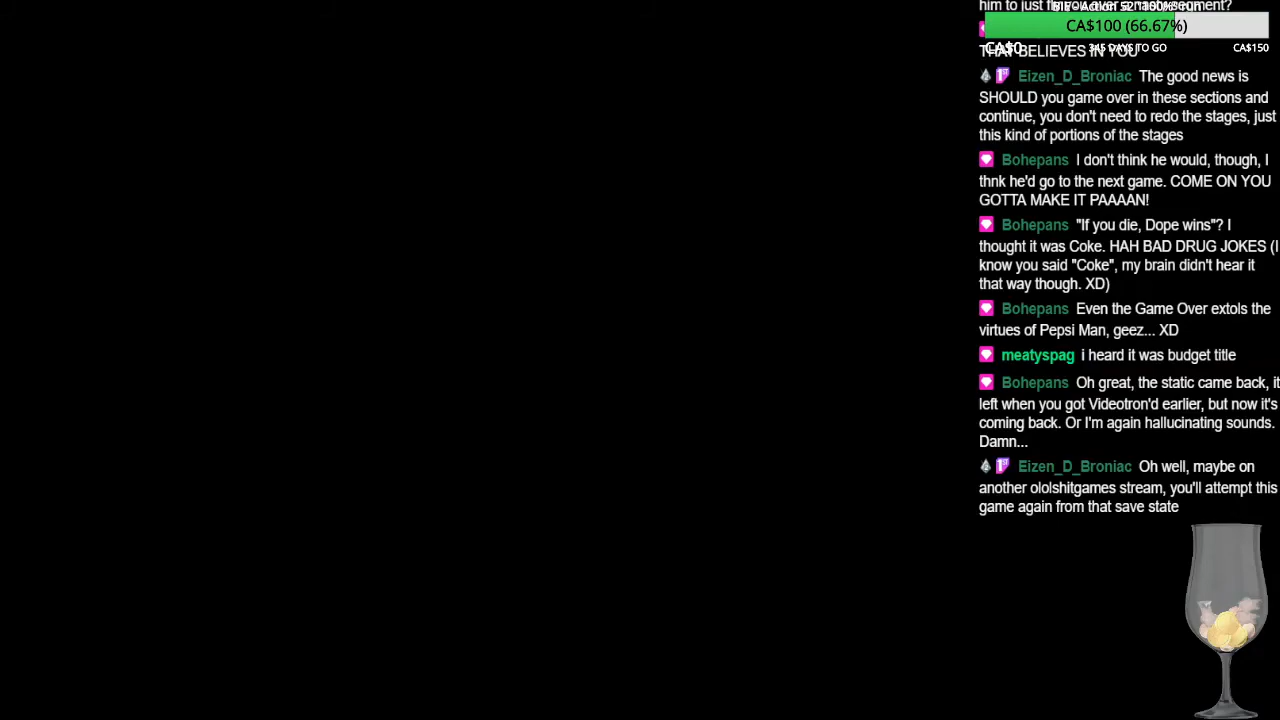 him to just
segment?
CA$100 (66.67%)
CA$0
345 DAYS TO GO
CA$150
THAT BELIEVES IN YOU
Eizen_D_Broniac The good news is
SHOULD you game over in these sections and
continue, you don't need to redo the stages, just
this kind of portions of the stages
Bohepans I don't think he would, though, I
thnk he'd go to the next game. COME ON YOU
GOTTA MAKE IT PAAAAN!
Bohepans "If you die, Dope wins"? I
thought it was Coke. HAH BAD DRUG JOKES (I
know you said "Coke", my brain didn't hear it
that way though. XD)
Bohepans Even the Game Over extols the
virtues of Pepsi Man, geez... XD
meatyspag i heard it was budget title
Bohepans Oh great, the static came back, it
left when you got Videotron'd earlier, but now it's
coming back. Or I'm again hallucinating sounds.
Damn...
Eizen_D_Broniac Oh well, maybe on
another ololshitgames stream, you'll attempt this
game again from that save state